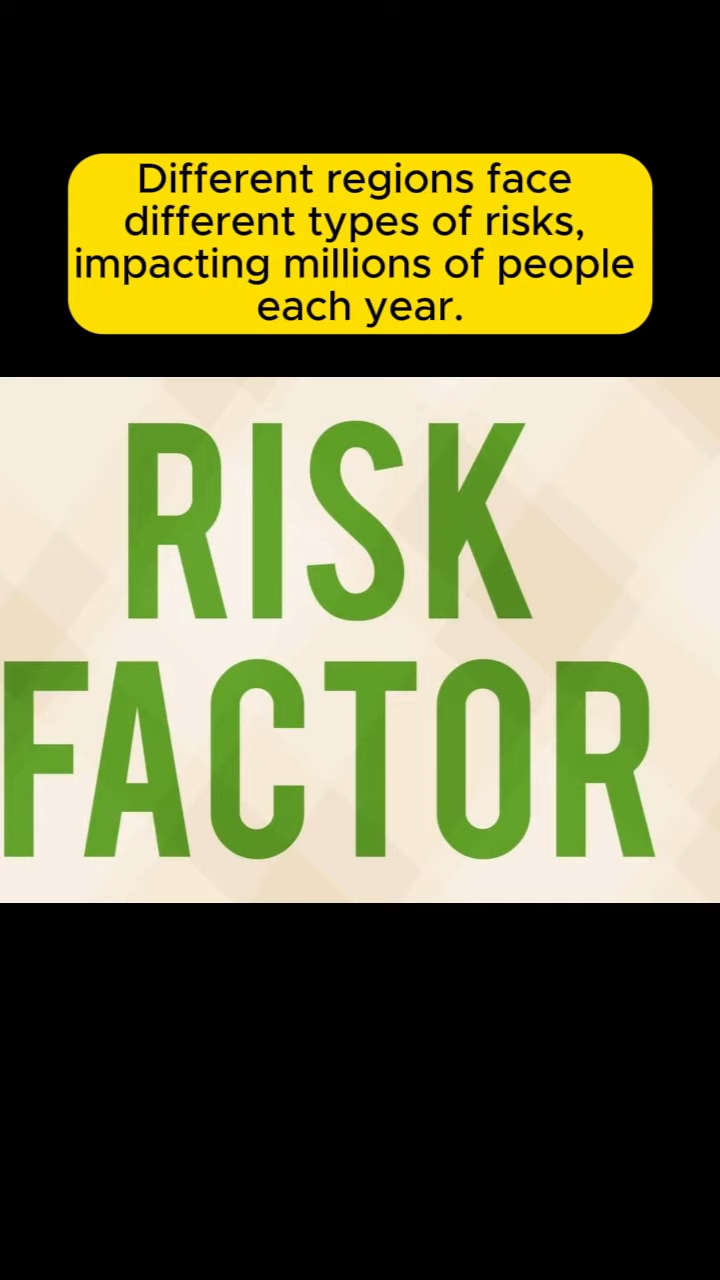 Different regions face
different types of risks,
impacting millions of people
each year.
RISK
FACTOR